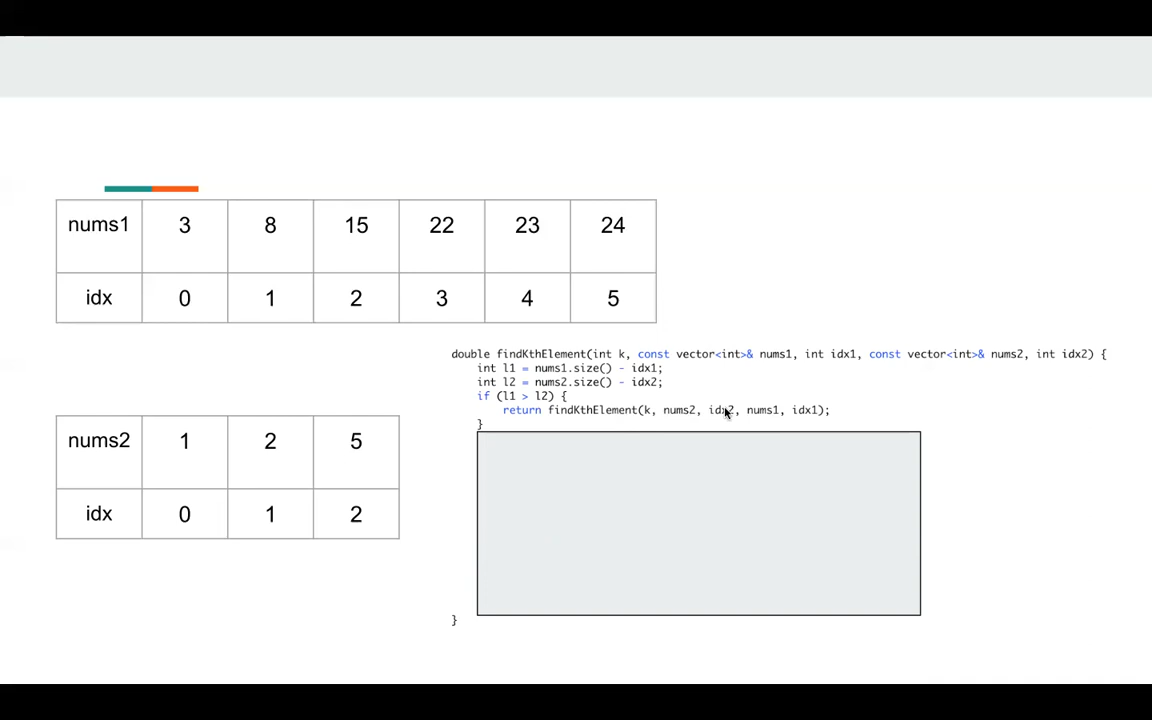 nums1 3 8 15 22 23 24
idx 0 1 2 3 4 5
double findKthElement(int k, const vector<int>& nums1, int idx1, const vector<int>& nums2, int idx2) {
int l1 = nums1.size() - idx1;
int l2 = nums2.size() - idx2;
if (l1 > l2) {
return findKthElement(k, nums2, idx2, nums1, idx1);
}
}
nums2 1 2 5
idx 0 1 2